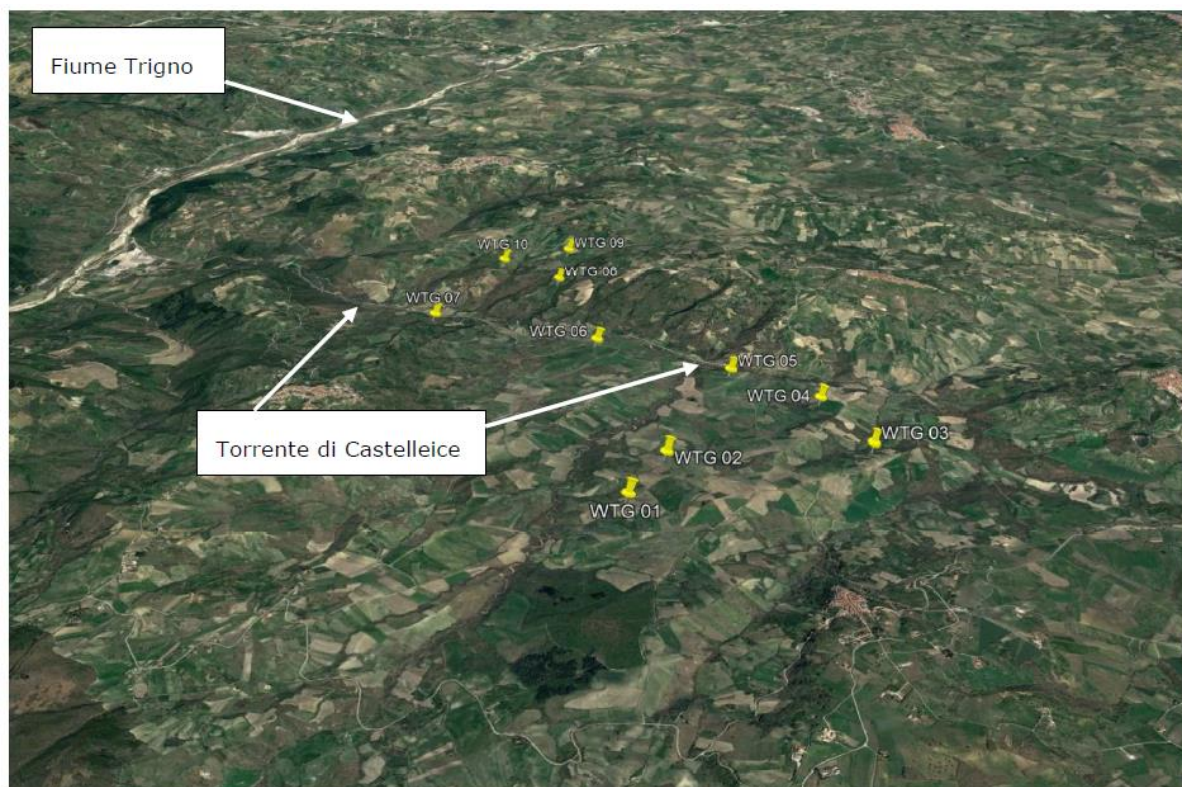 Fiume Trigno
WTG 10
WTG 09
WTG 08
WTG 07
WTG 06
WTG 05
WTG 04
Torrente di Castelleice
WTG 03
WTG 02
WTG 01